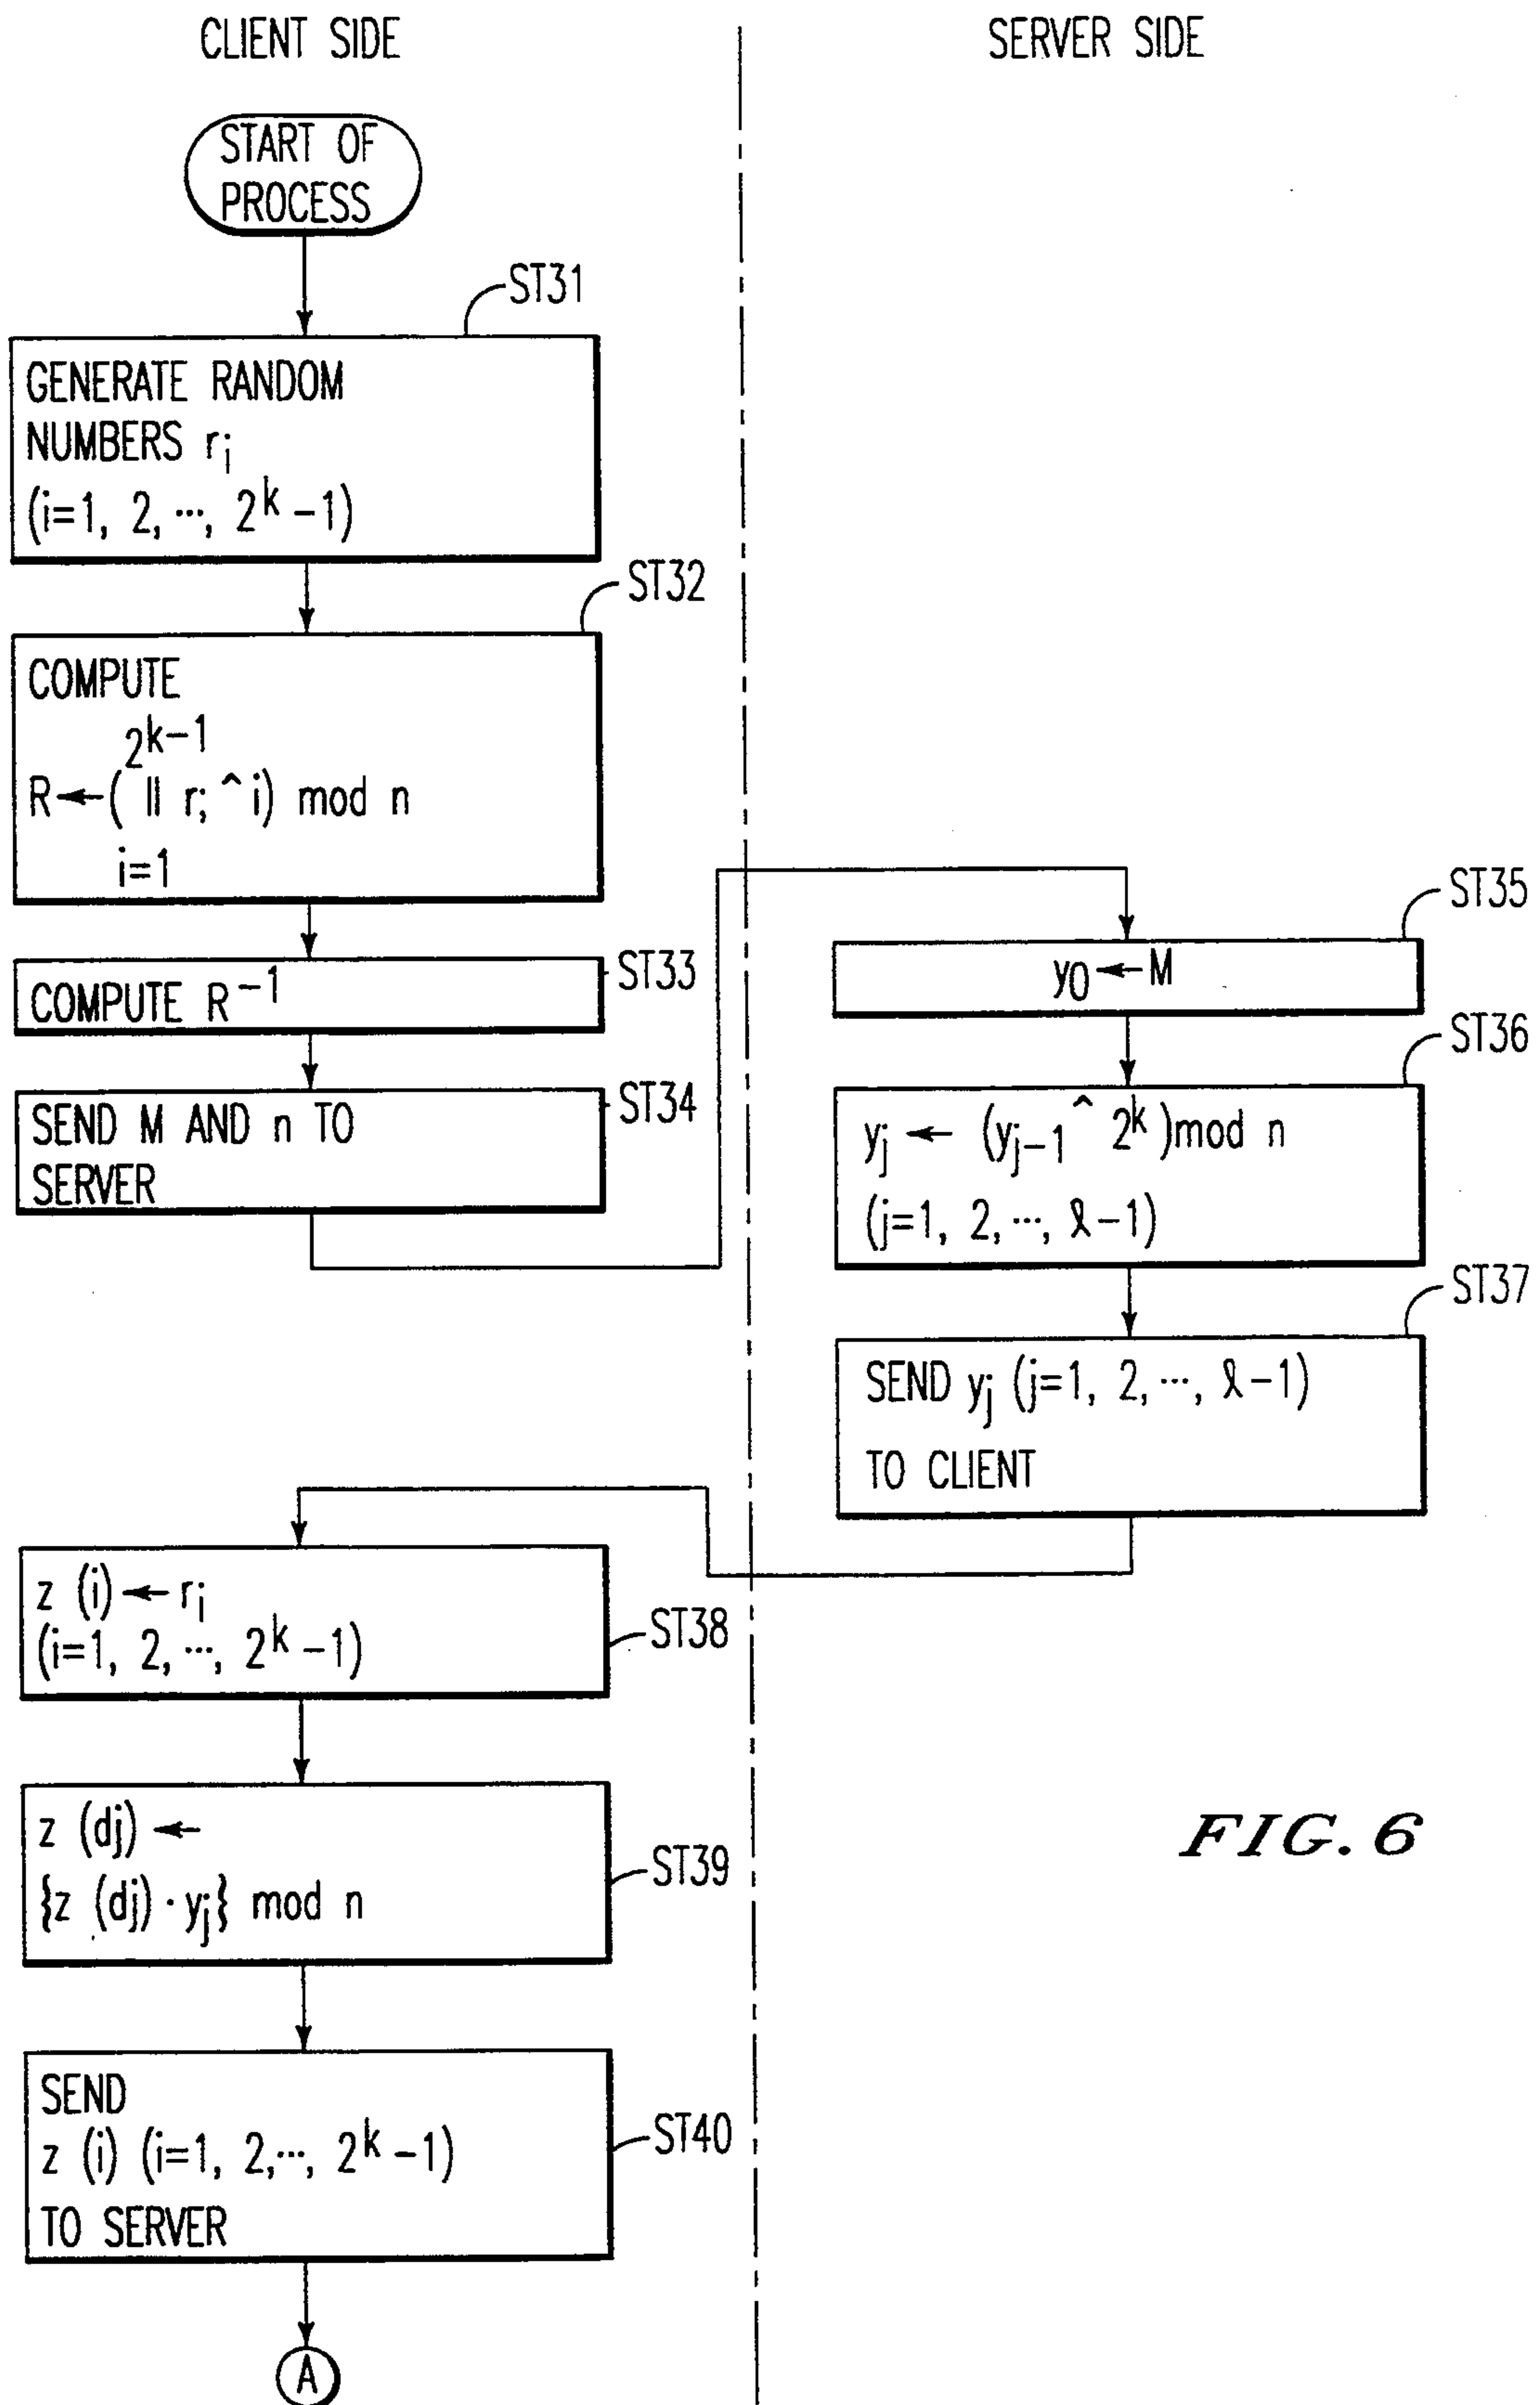 CLIENT SIDE
SERVER SIDE
START OF
PROCESS
ST31
GENERATE RANDOM
NUMBERS r_i
(i=1, 2, ···, 2^k −1)
ST32
COMPUTE
2^k−1
R←( || r; ^ i) mod n
i=1
ST33
COMPUTE R^−1
ST34
SEND M AND n TO
SERVER
ST35
y_0 ← M
ST36
y_j ← (y_j−1 ^ 2^k )mod n
(j=1, 2, ···, ℓ−1)
ST37
SEND y_j (j=1, 2, ···, ℓ−1)
TO CLIENT
z (i) ← r_i
(i=1, 2, ···, 2^k −1)
ST38
z (dj) ←
{z (dj) · y_j} mod n
ST39
SEND
z (i) (i=1, 2,···, 2^k −1)
TO SERVER
ST40
A
FIG. 6